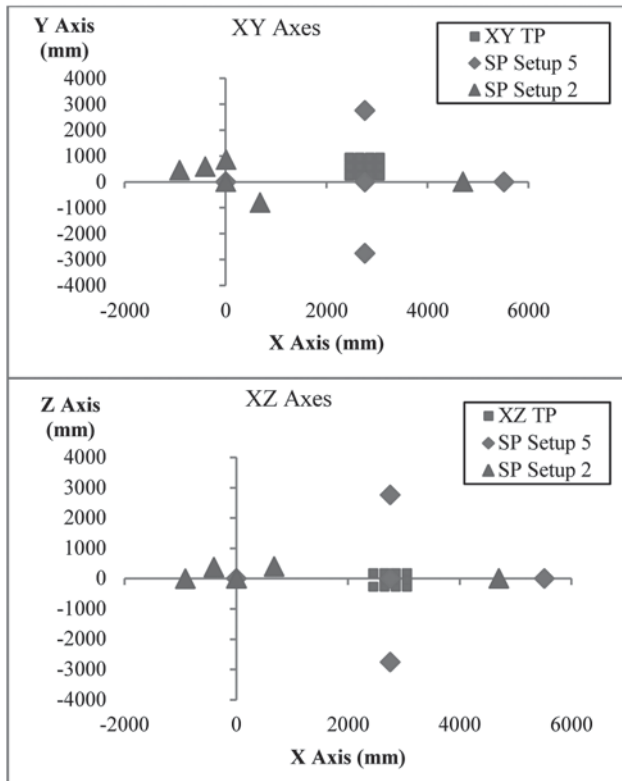 Y Axis
(mm)
XY Axes
XY TP
SP Setup 5
SP Setup 2
4000
3000
2000
1000
0
-1000
-2000
-3000
-4000
-2000 0 2000 4000 6000
X Axis (mm)
Z Axis
(mm)
XZ Axes
XZ TP
SP Setup 5
SP Setup 2
4000
3000
2000
1000
0
-1000
-2000
-3000
-4000
-2000 0 2000 4000 6000
X Axis (mm)